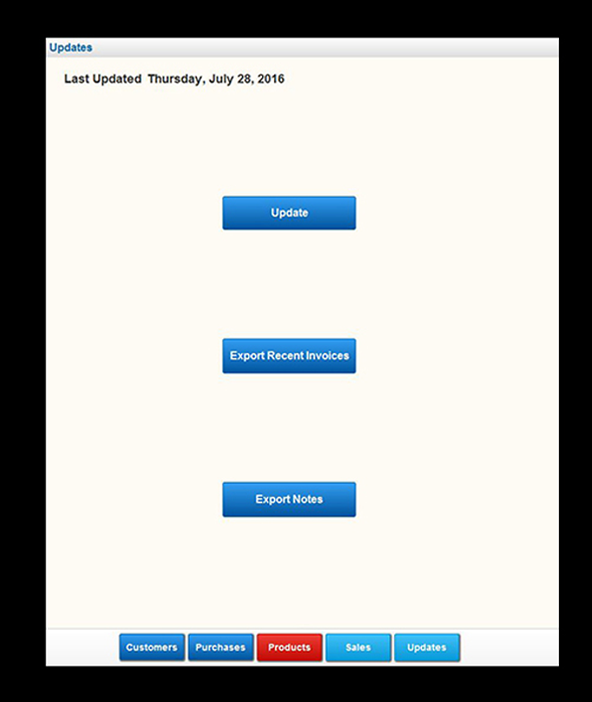 Updates
Last Updated Thursday, July 28, 2016
Update
Export Recent Invoices
Export Notes
Customers Purchases Products Sales Updates